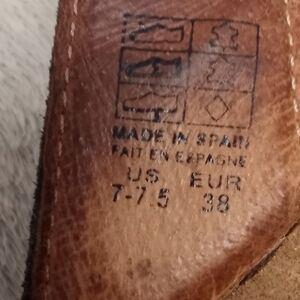 MADE IN SPAIN
FAIT EN ESPAGNE
US EUR
7-7.5 38